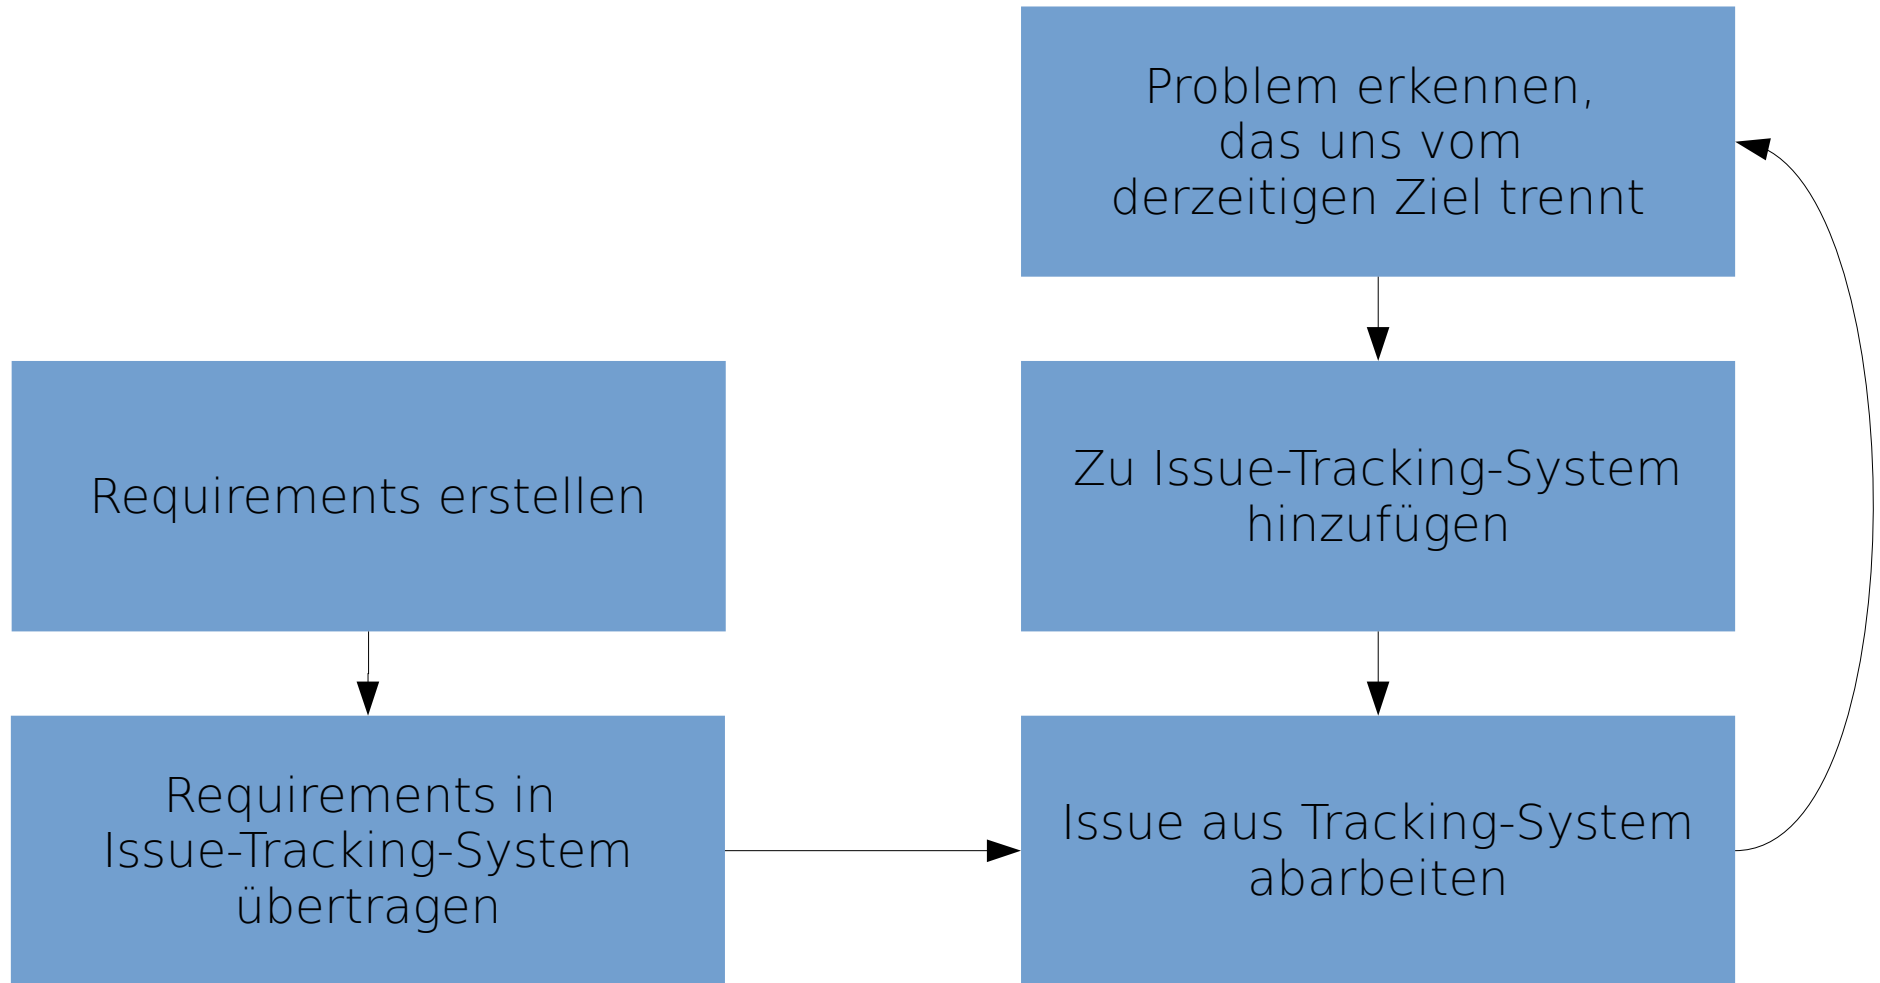 Problem erkennen,
das uns vom
derzeitigen Ziel trennt
Requirements erstellen
Zu Issue-Tracking-System
hinzufügen
Requirements in
Issue-Tracking-System
übertragen
Issue aus Tracking-System
abarbeiten